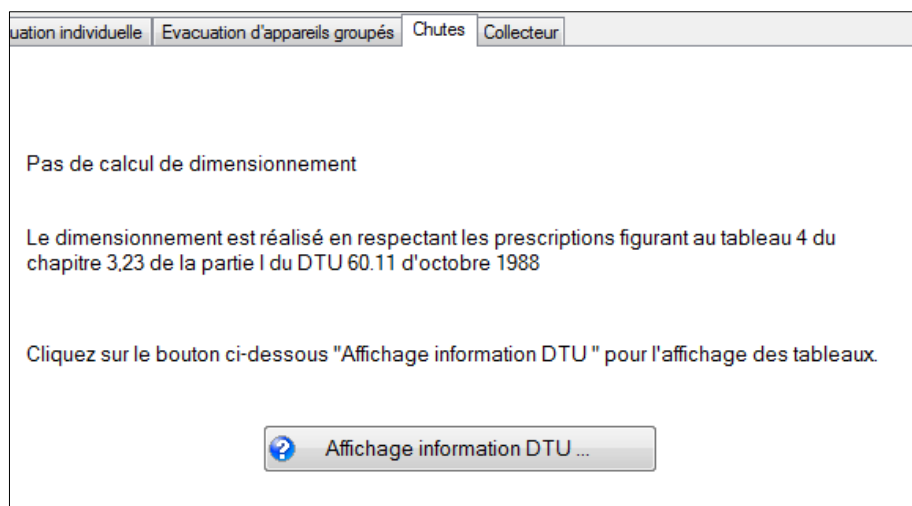 uation individuelle Evacuation d'appareils groupés Chutes Collecteur
Pas de calcul de dimensionnement
Le dimensionnement est réalisé en respectant les prescriptions figurant au tableau 4 du
chapitre 3,23 de la partie I du DTU 60.11 d'octobre 1988
Cliquez sur le bouton ci-dessous "Affichage information DTU " pour l'affichage des tableaux.
Affichage information DTU ...